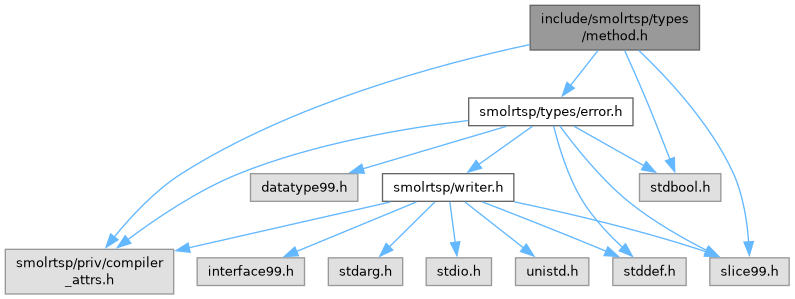 include/smolrtsp/types
/method.h
smolrtsp/types/error.h
datatype99.h
smolrtsp/writer.h
stdbool.h
smolrtsp/priv/compiler
_attrs.h
interface99.h
stdarg.h
stdio.h
unistd.h
stddef.h
slice99.h